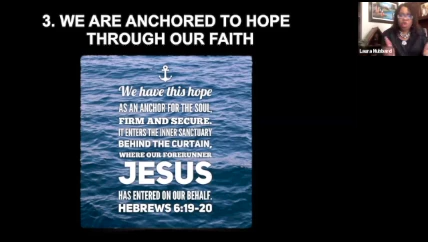 3. WE ARE ANCHORED TO HOPE
THROUGH OUR FAITH
We have this hope
AS AN ANCHOR FOR THE SOUL,
FIRM AND SECURE.
IT ENTERS THE INNER SANCTUARY
BEHIND THE CURTAIN,
WHERE OUR FORERUNNER
JESUS
HAS ENTERED ON OUR BEHALF.
HEBREWS 6:19-20
Laura Hubbard